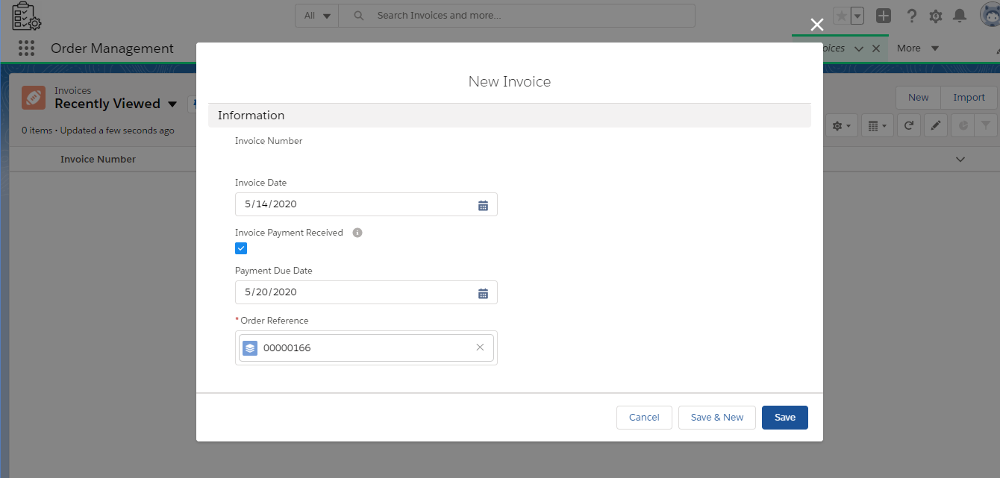 All
Search Invoices and more...
Order Management
oices
More
Invoices
Recently Viewed
New
Import
0 items • Updated a few seconds ago
Invoice Number
New Invoice
Information
Invoice Number
Invoice Date
5/14/2020
Invoice Payment Received
Payment Due Date
5/20/2020
* Order Reference
00000166
Cancel
Save & New
Save